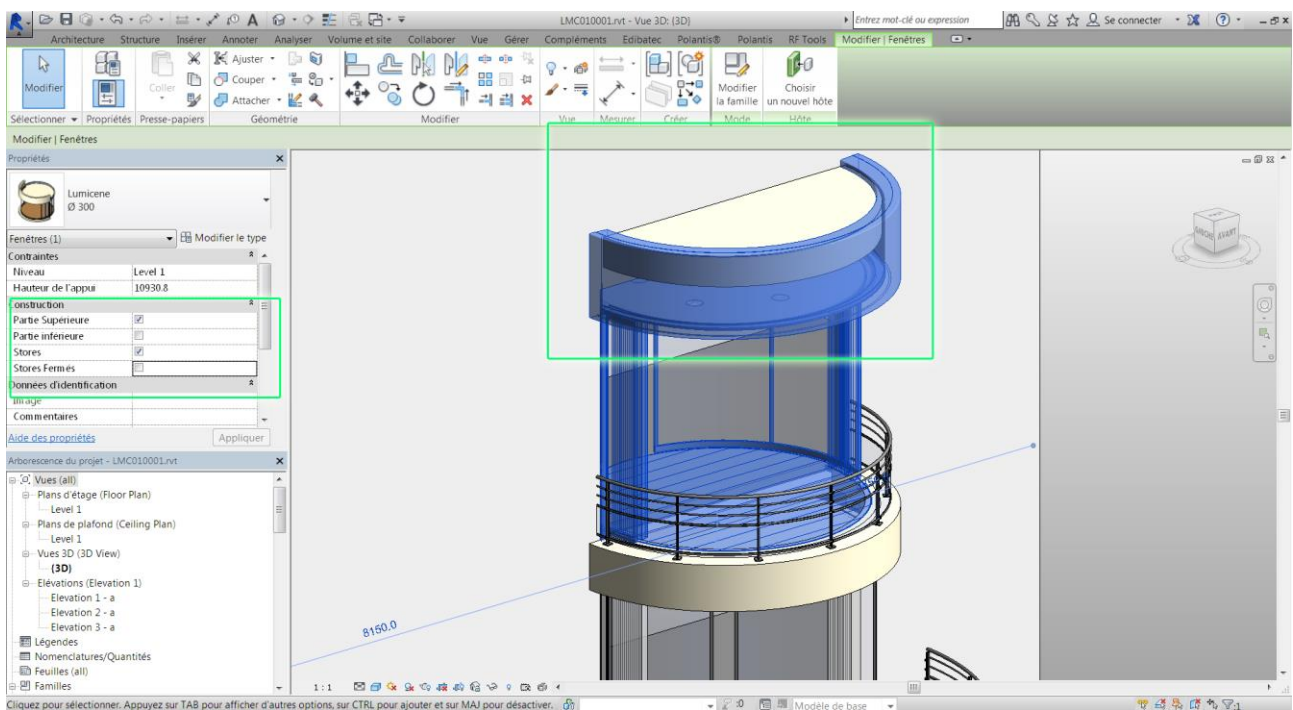 LMC010001.rvt - Vue 3D: {3D}
Entrez mot-clé ou expression
Se connecter
Architecture Structure Insérer Annoter Analyser Volume et site Collaborer Vue Gérer Compléments Edibatec Polantis® Polantis RF Tools Modifier | Fenêtres
Modifier
Coller
Ajuster
Couper
Attacher
Modifier
la famille
Choisir
un nouvel hôte
Sélectionner Propriétés Presse-papiers Géométrie Modifier Vue Mesurer Créer Mode Hôte
Modifier | Fenêtres
Propriétés
Lumicene
Ø 300
Fenêtres (1) Modifier le type
Contraintes
Niveau Level 1
Hauteur de l'appui 10930.8
Construction
Partie Supérieure
Partie inférieure
Stores
Stores Fermés
Données d'identification
Image
Commentaires
Aide des propriétés Appliquer
Arborescence du projet - LMC010001.rvt
Vues (all)
Plans d'étage (Floor Plan)
Level 1
Plans de plafond (Ceiling Plan)
Level 1
Vues 3D (3D View)
{3D}
Elévations (Elevation 1)
Elevation 1 - a
Elevation 2 - a
Elevation 3 - a
Légendes
Nomenclatures/Quantités
Feuilles (all)
Familles
8150.0
AVANT
1 : 1
Cliquez pour sélectionner. Appuyez sur TAB pour afficher d'autres options, sur CTRL pour ajouter et sur MAJ pour désactiver.
:0 Modèle de base
:1